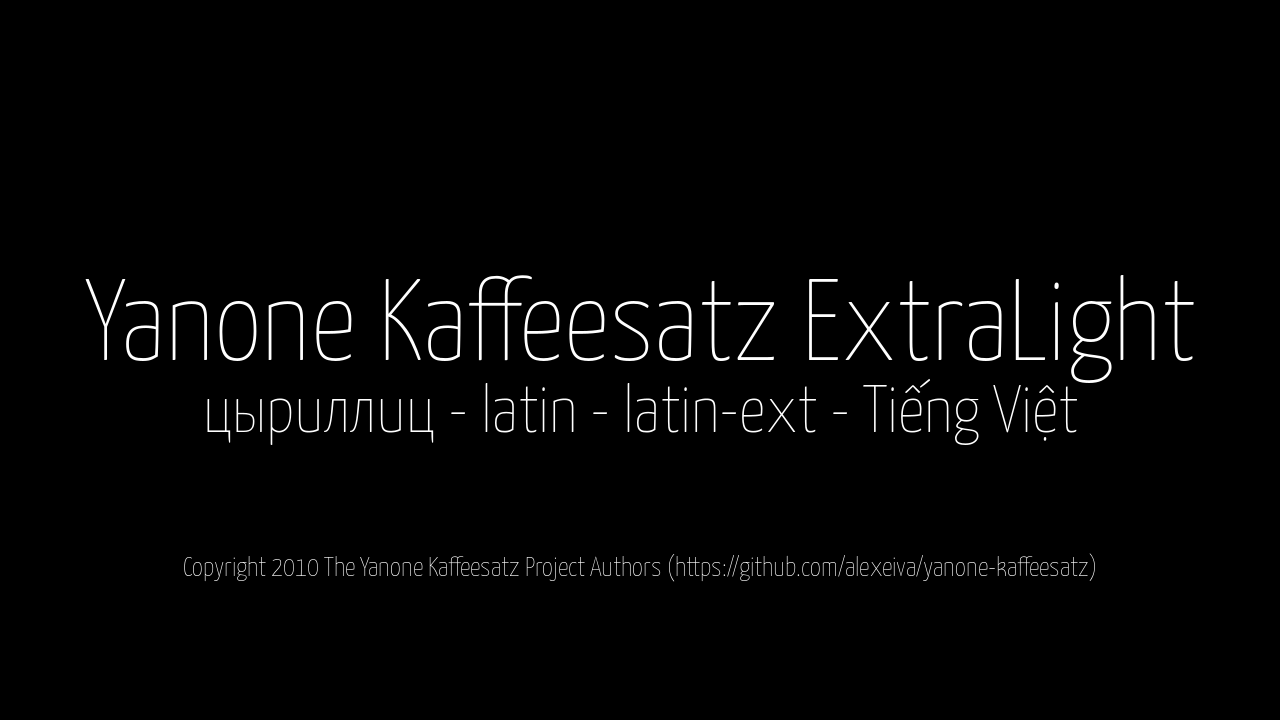 Yanone Kaffeesatz ExtraLight
цыриллиц - latin - latin-ext - Tiếng Việt
Copyright 2010 The Yanone Kaffeesatz Project Authors (https://github.com/alexeiva/yanone-kaffeesatz)